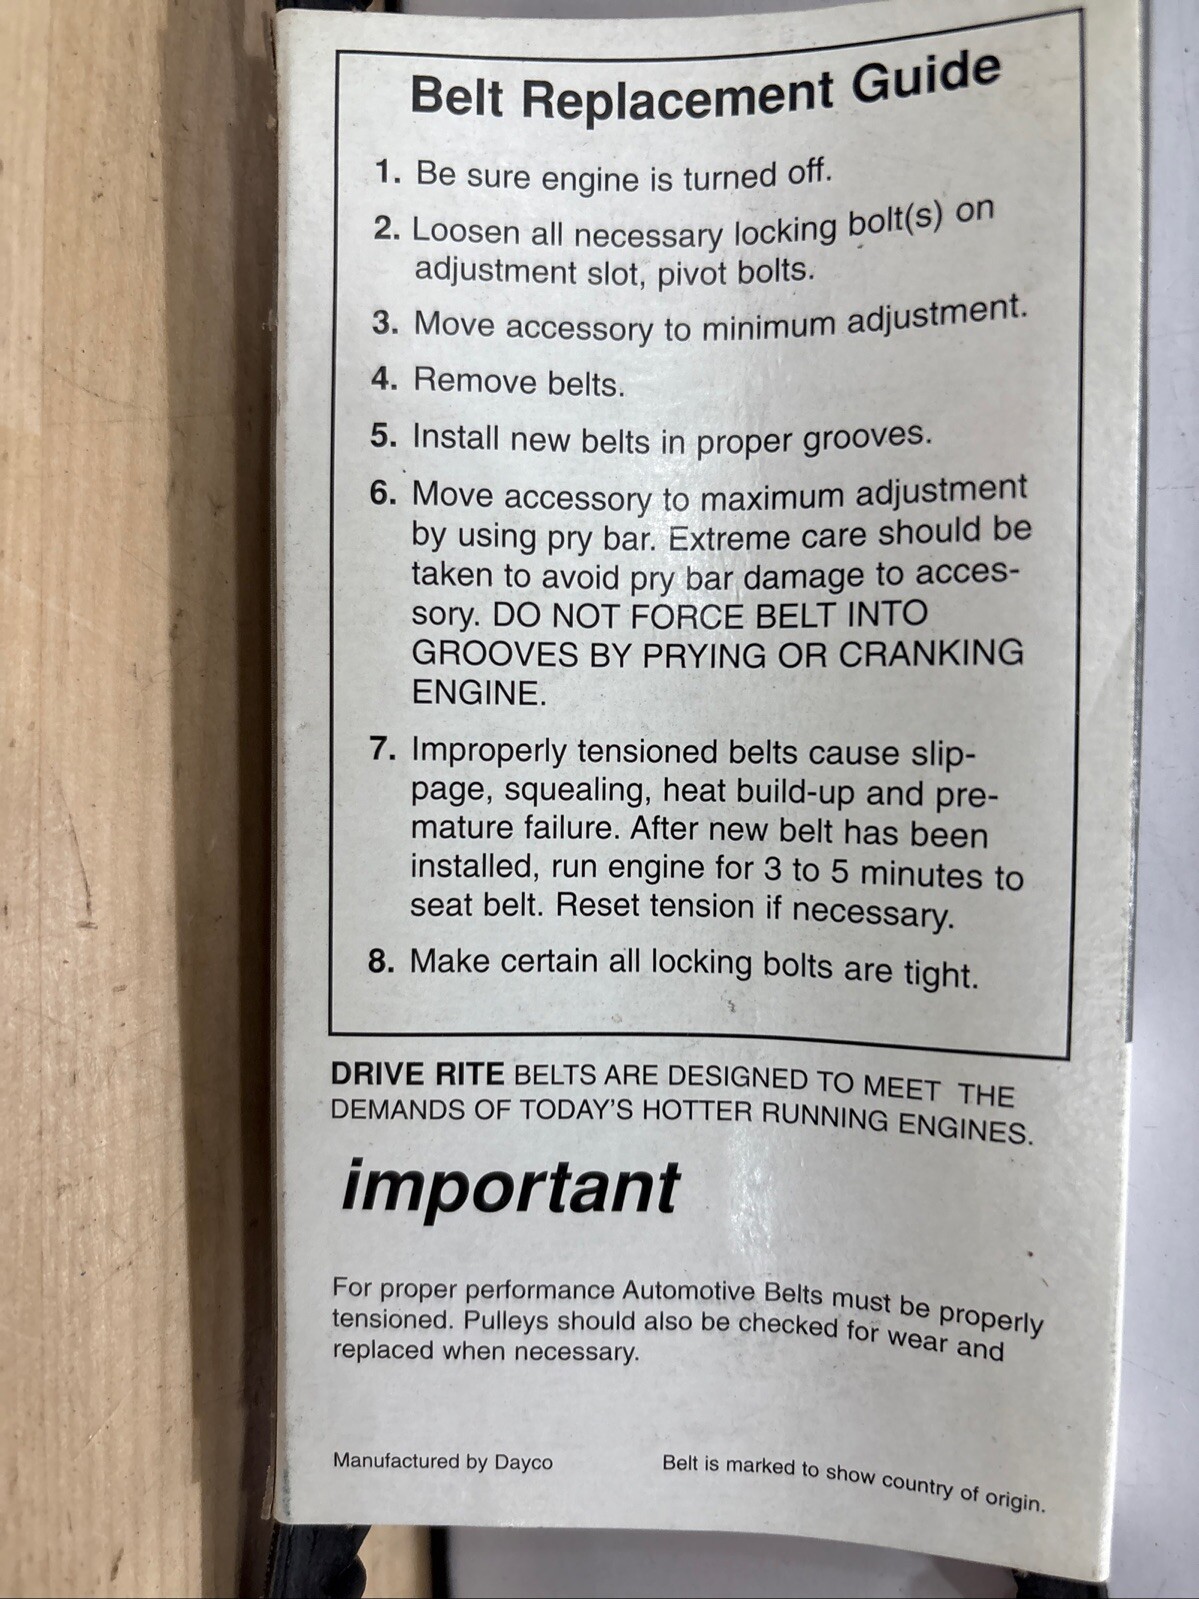 Belt Replacement Guide
1. Be sure engine is turned off.
2. Loosen all necessary locking bolt(s) on
adjustment slot, pivot bolts.
3. Move accessory to minimum adjustment.
4. Remove belts.
5. Install new belts in proper grooves.
6. Move accessory to maximum adjustment
by using pry bar. Extreme care should be
taken to avoid pry bar damage to acces-
sory. DO NOT FORCE BELT INTO
GROOVES BY PRYING OR CRANKING
ENGINE.
7. Improperly tensioned belts cause slip-
page, squealing, heat build-up and pre-
mature failure. After new belt has been
installed, run engine for 3 to 5 minutes to
seat belt. Reset tension if necessary.
8. Make certain all locking bolts are tight.
DRIVE RITE BELTS ARE DESIGNED TO MEET THE
DEMANDS OF TODAY'S HOTTER RUNNING ENGINES.
important
For proper performance Automotive Belts must be properly
tensioned. Pulleys should also be checked for wear and
replaced when necessary.
Manufactured by Dayco
Belt is marked to show country of origin.